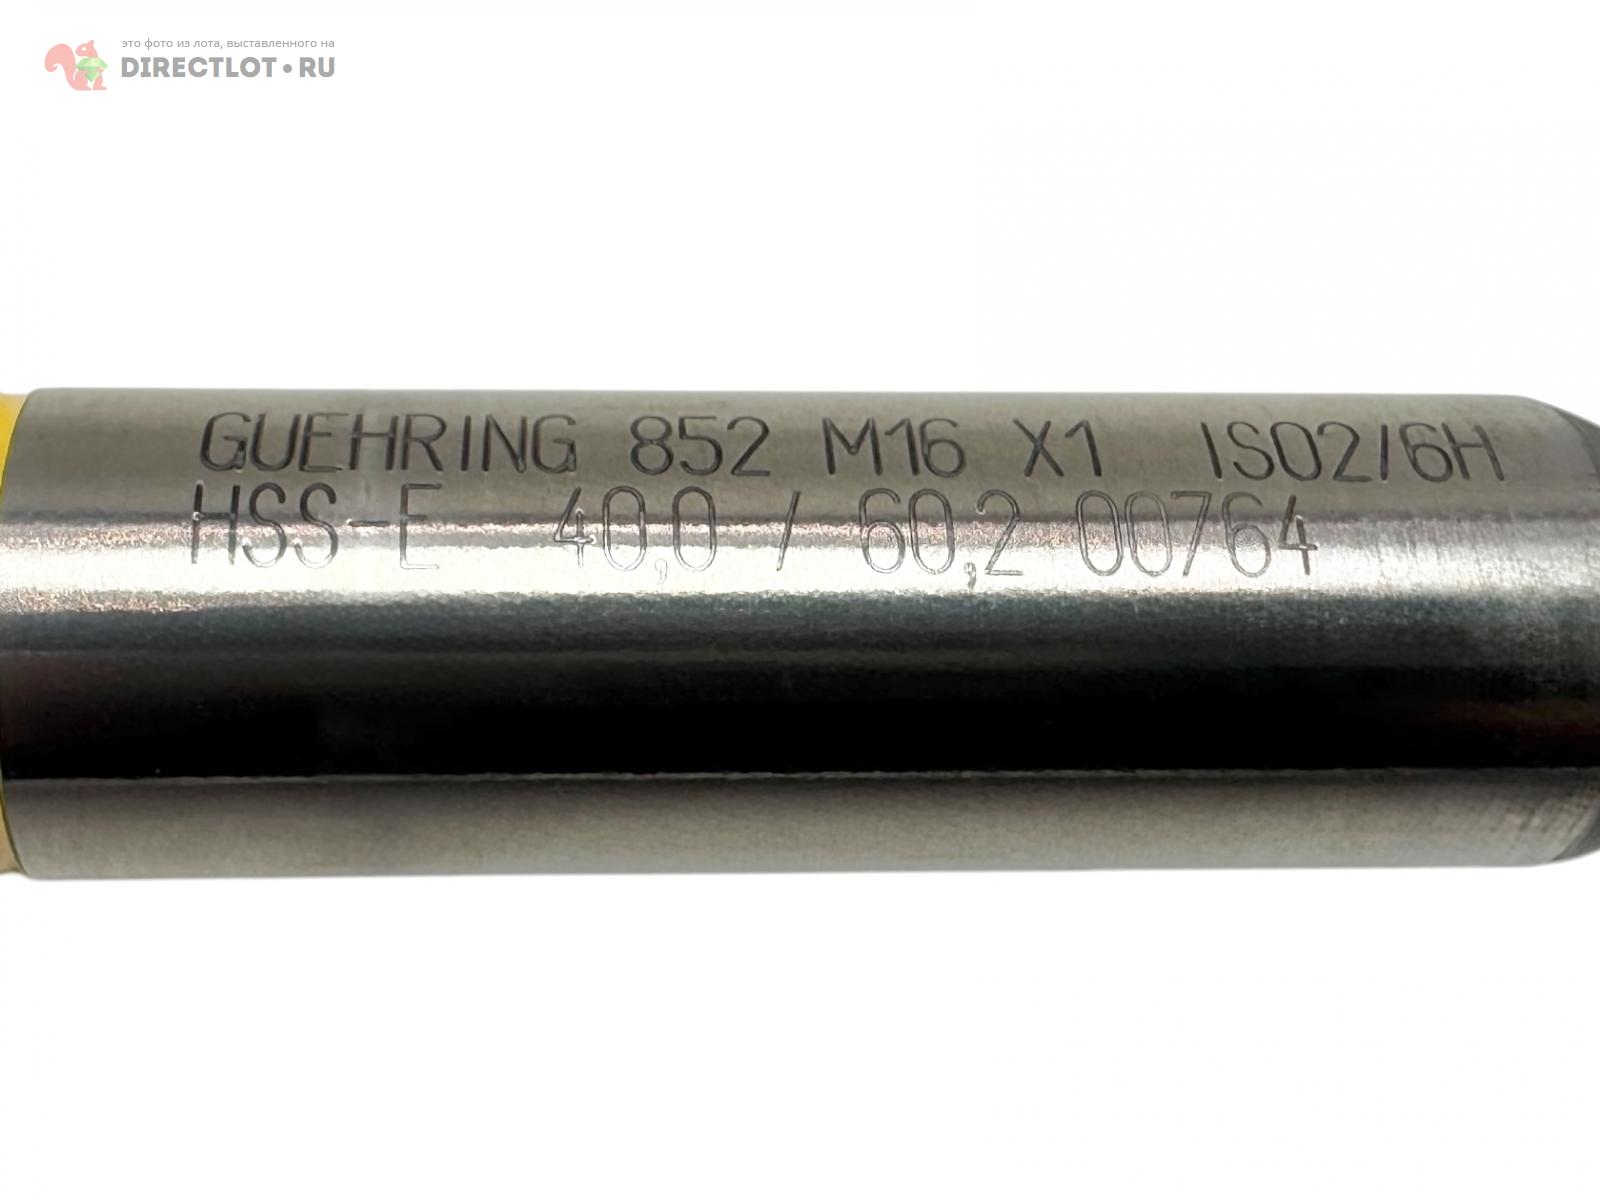 это фото из лота, выставленного на
DIRECTLOT•RU
GUEHRING 852 M16 X1 ISO2/6H
HSS-E 40,0 / 60,2 00764